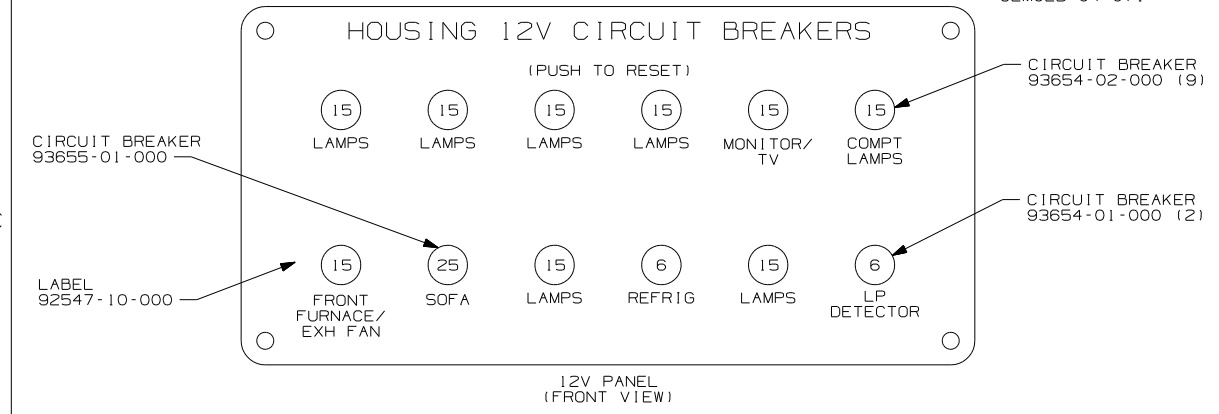 HOUSING 12V CIRCUIT BREAKERS
(PUSH TO RESET)
CIRCUIT BREAKER
93654-02-000 (9)
15 15 15 15 15 15
LAMPS LAMPS LAMPS LAMPS MONITOR/
TV COMPT
LAMPS
CIRCUIT BREAKER
93655-01-000
CIRCUIT BREAKER
93654-01-000 (2)
15 25 15 6 15 6
LABEL
92547-10-000
FRONT
FURNACE/
EXH FAN
SOFA
LAMPS
REFRIG
LAMPS
LP
DETECTOR
12V PANEL
(FRONT VIEW)